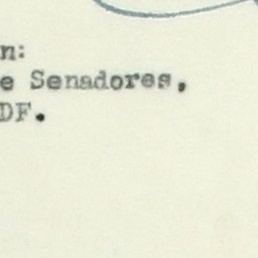 n:
e Senadores,
DF.